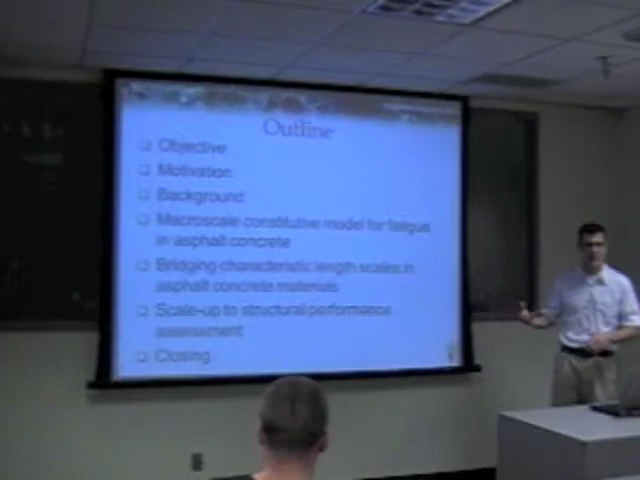 Outline
❑ Objective
❑ Motivation
❑ Background
❑ Macroscale constitutive model for fatigue
in asphalt concrete
❑ Bridging characteristic length scales in
asphalt concrete materials
❑ Scale-up to structural performance
assessment
❑ Closing